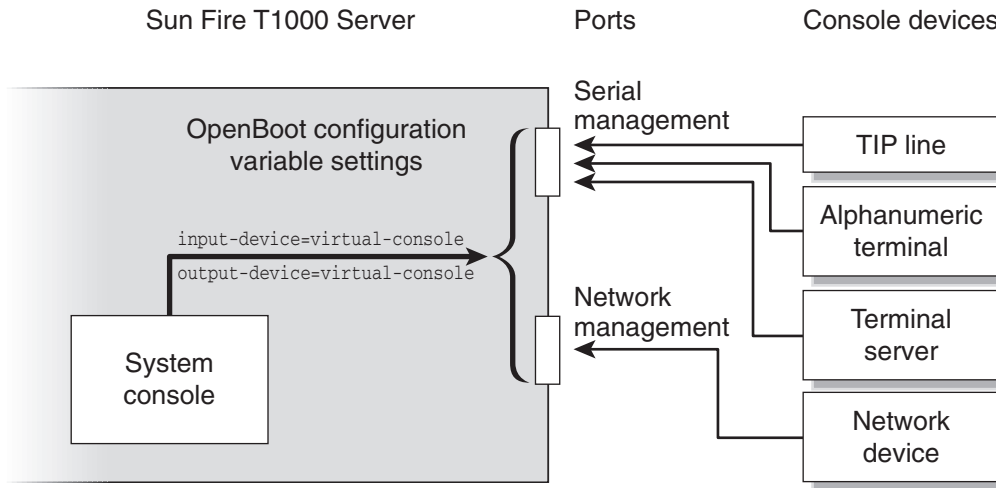 Sun Fire T1000 Server
Ports
Console devices
OpenBoot configuration
variable settings
input-device=virtual-console
output-device=virtual-console
System
console
Serial
management
Network
management
TIP line
Alphanumeric
terminal
Terminal
server
Network
device